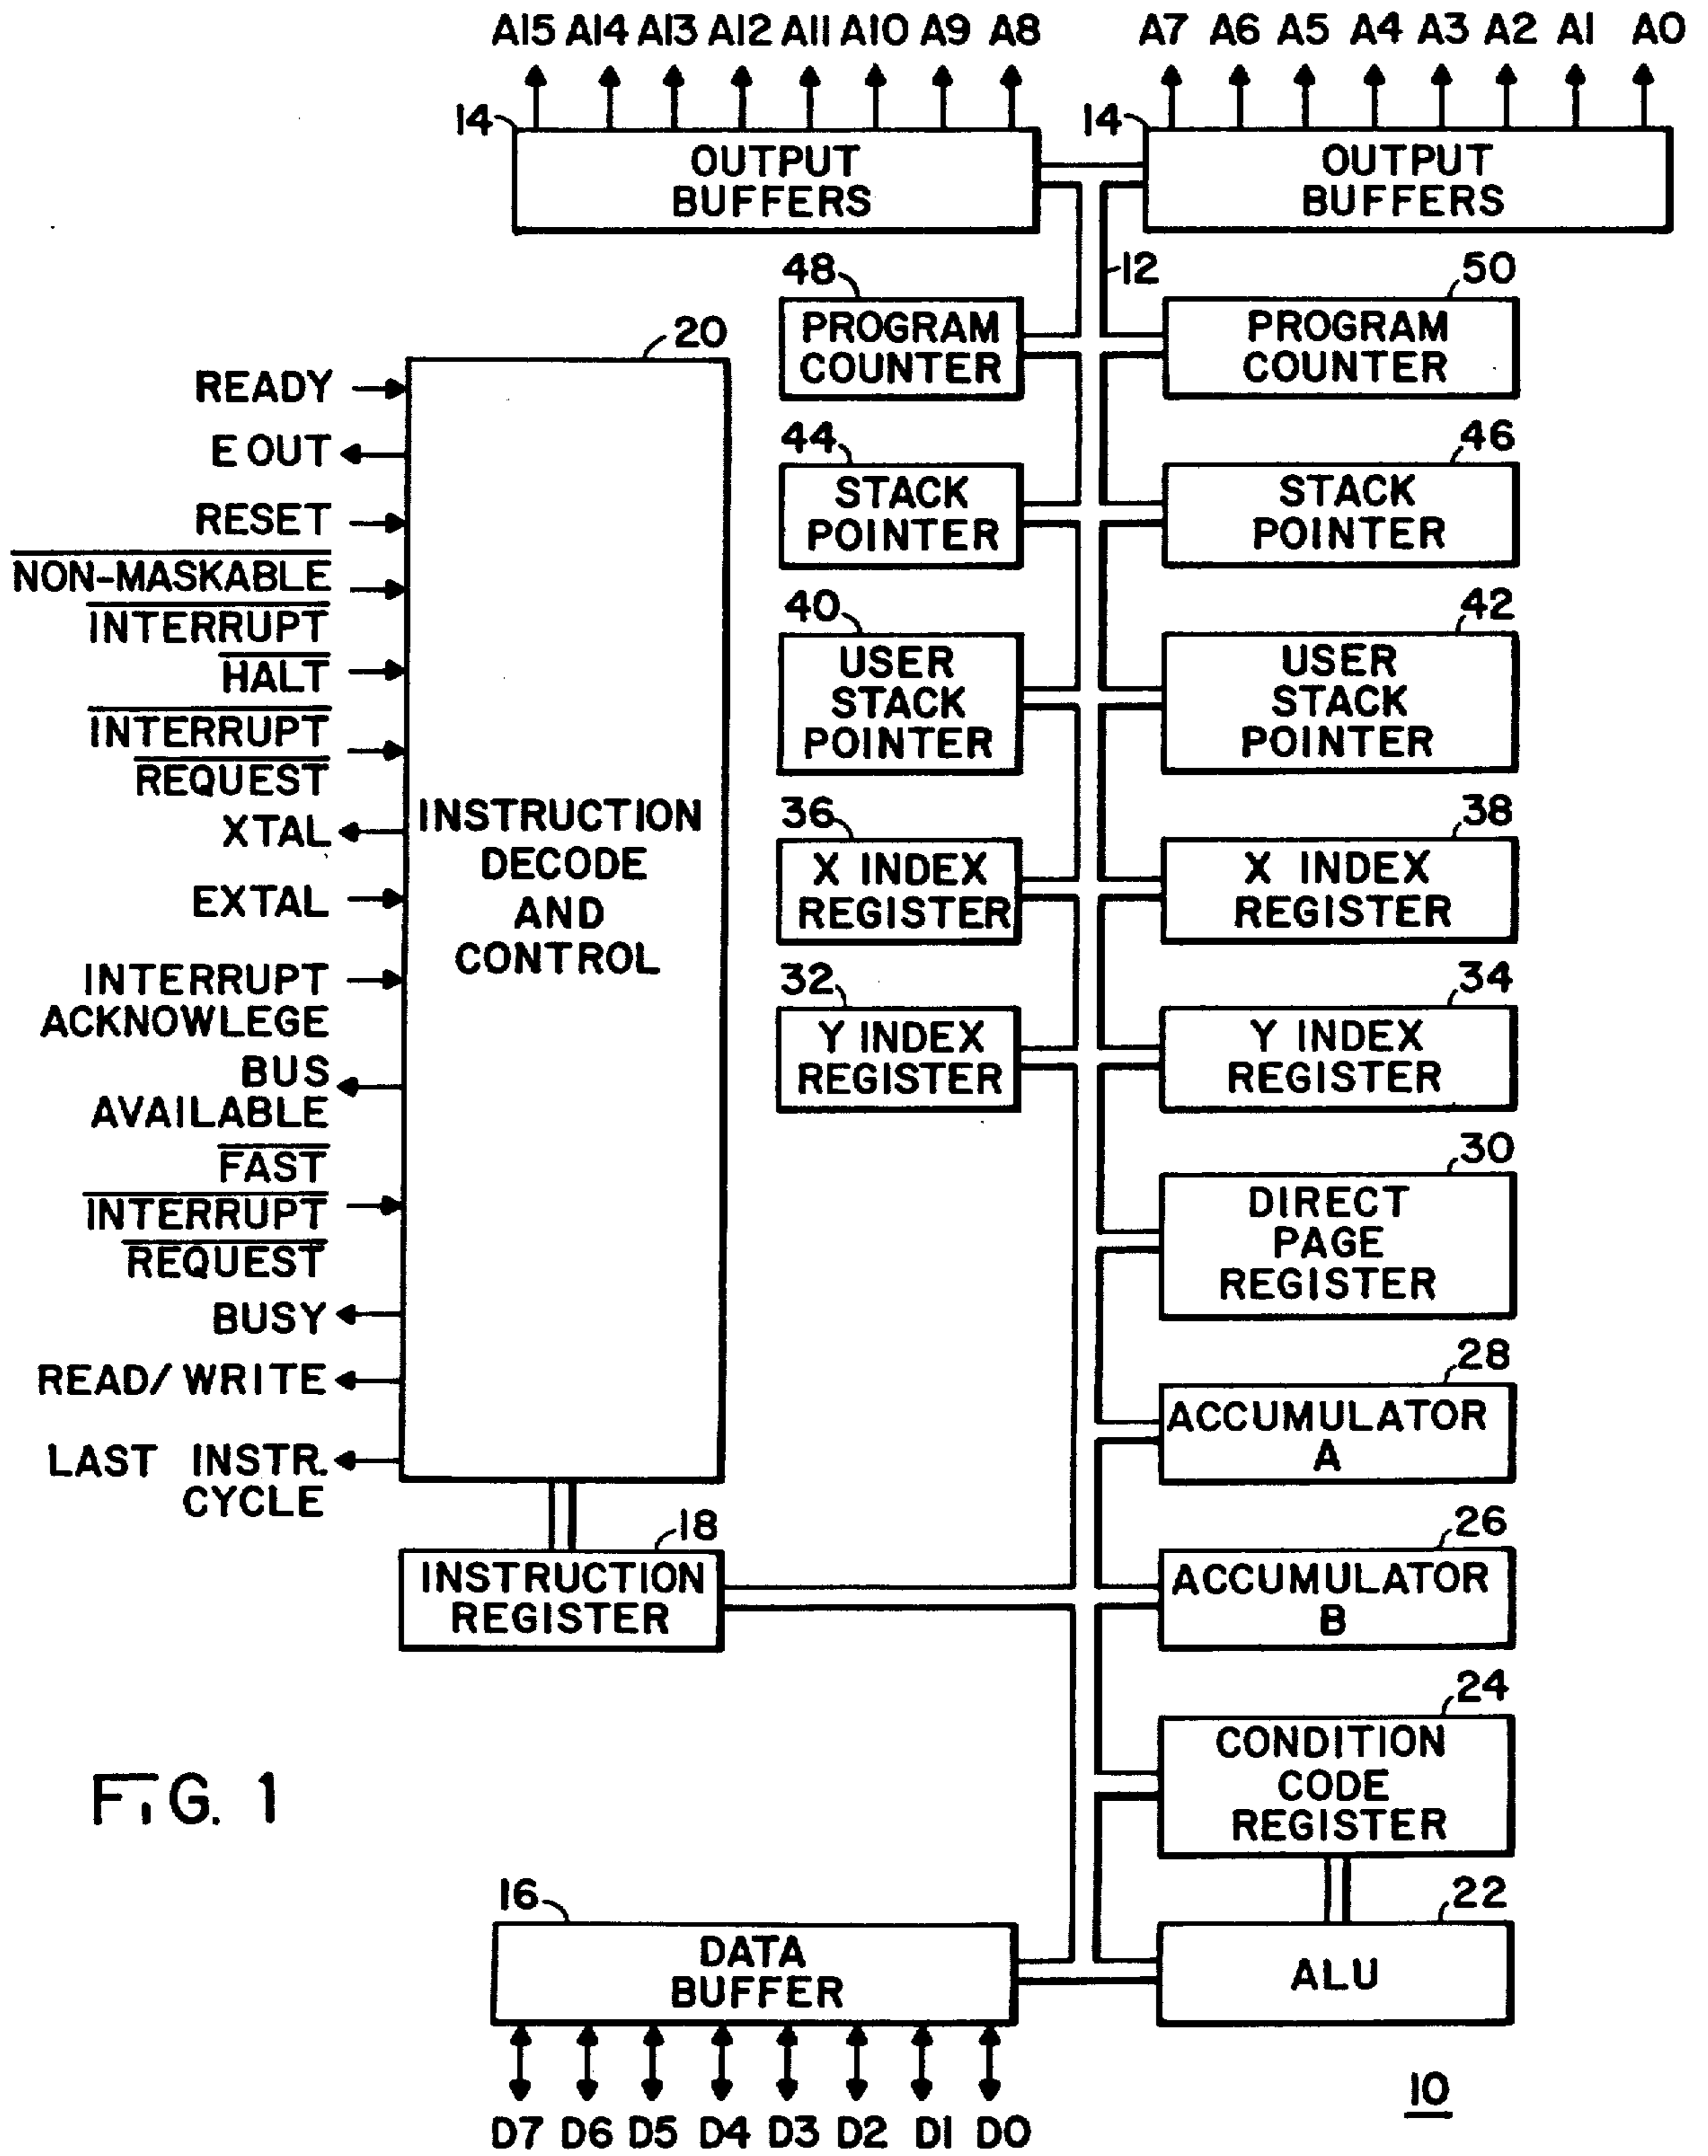 A15 A14 A13 A12 A11 A10 A9 A8 A7 A6 A5 A4 A3 A2 A1 A0
14
OUTPUT
BUFFERS
14
OUTPUT
BUFFERS
12
48
PROGRAM
COUNTER
50
PROGRAM
COUNTER
20
READY
E OUT
RESET
NON-MASKABLE
INTERRUPT
HALT
INTERRUPT
REQUEST
XTAL
EXTAL
INTERRUPT
ACKNOWLEGE
BUS
AVAILABLE
FAST
INTERRUPT
REQUEST
BUSY
READ/WRITE
LAST INSTR.
CYCLE
INSTRUCTION
DECODE
AND
CONTROL
44
STACK
POINTER
46
STACK
POINTER
40
USER
STACK
POINTER
42
USER
STACK
POINTER
36
X INDEX
REGISTER
38
X INDEX
REGISTER
32
Y INDEX
REGISTER
34
Y INDEX
REGISTER
30
DIRECT
PAGE
REGISTER
28
ACCUMULATOR
A
18
INSTRUCTION
REGISTER
26
ACCUMULATOR
B
24
CONDITION
CODE
REGISTER
FIG. 1
16
DATA
BUFFER
22
ALU
D7 D6 D5 D4 D3 D2 D1 D0
10